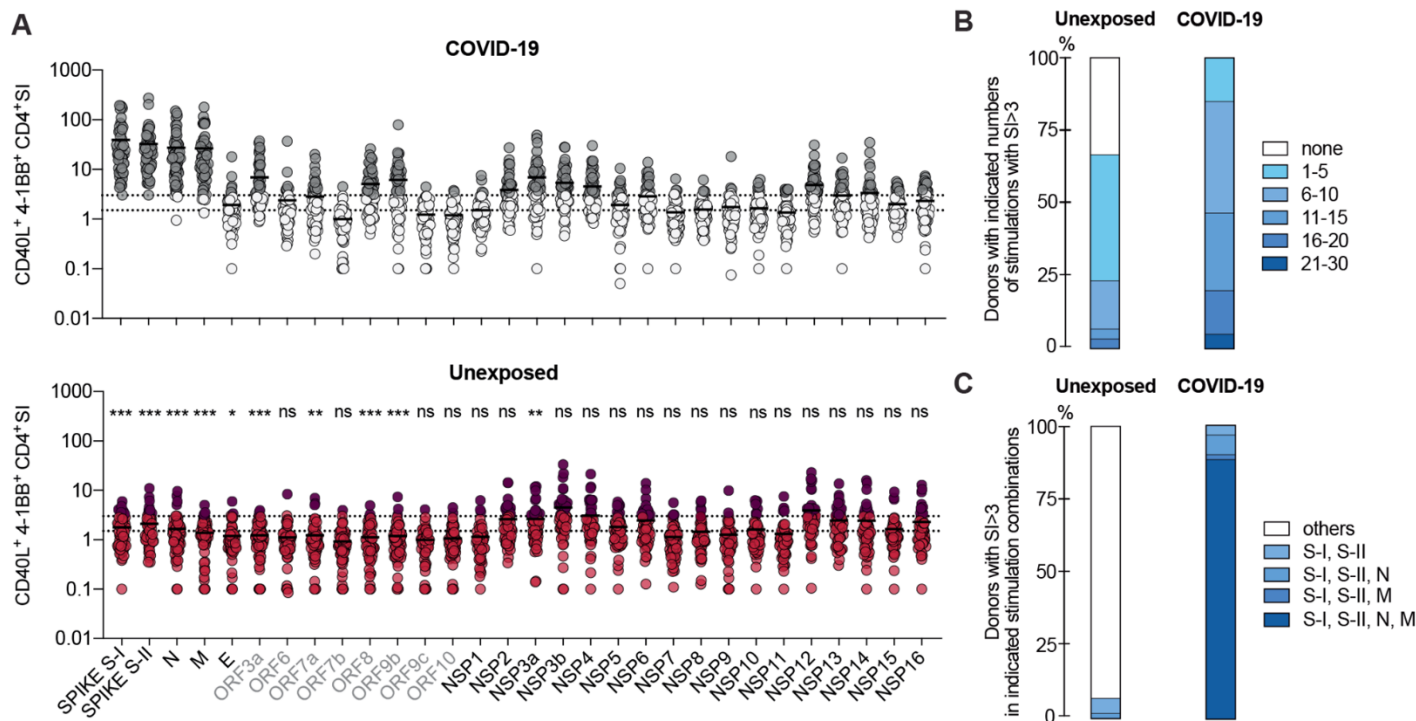 A
COVID-19
CD40L+ 4-1BB+ CD4+SI
1000
100
10
1
0.1
0.01
Unexposed
CD40L+ 4-1BB+ CD4+SI
1000
100
10
1
0.1
0.01
*** *** *** *** * *** ns ** ns *** *** ns ns ns ns ** ns ns ns ns ns ns ns ns ns ns ns ns ns ns
SPIKE S-I
SPIKE S-II
N
M
E
ORF3a
ORF6
ORF7a
ORF7b
ORF8
ORF9b
ORF9c
ORF10
NSP1
NSP2
NSP3a
NSP3b
NSP4
NSP5
NSP6
NSP7
NSP8
NSP9
NSP10
NSP11
NSP12
NSP13
NSP14
NSP15
NSP16
B
Unexposed COVID-19
%
Donors with indicated numbers
of stimulations with SI>3
100
75
50
25
0
none
1-5
6-10
11-15
16-20
21-30
C
Unexposed COVID-19
%
Donors with SI>3
in indicated stimulation combinations
100
75
50
25
0
others
S-I, S-II
S-I, S-II, N
S-I, S-II, M
S-I, S-II, N, M